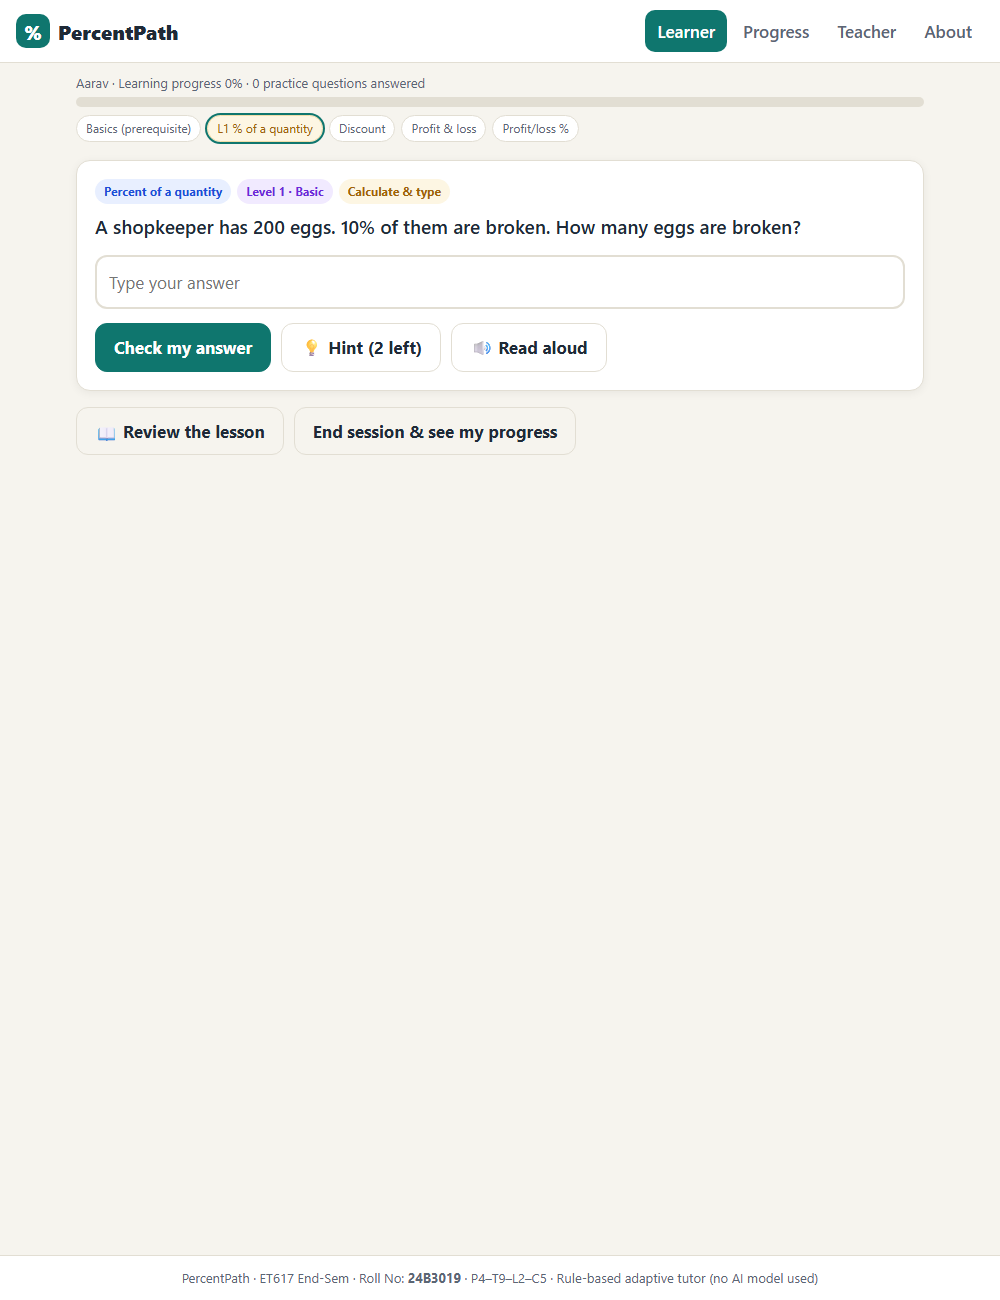 % PercentPath Learner Progress Teacher About
Aarav · Learning progress 0% · 0 practice questions answered
Basics (prerequisite) L1 % of a quantity Discount Profit & loss Profit/loss %
Percent of a quantity Level 1 · Basic Calculate & type
A shopkeeper has 200 eggs. 10% of them are broken. How many eggs are broken?
Type your answer
Check my answer Hint (2 left) Read aloud
Review the lesson End session & see my progress
PercentPath · ET617 End-Sem · Roll No: 24B3019 · P4–T9–L2–C5 · Rule-based adaptive tutor (no AI model used)